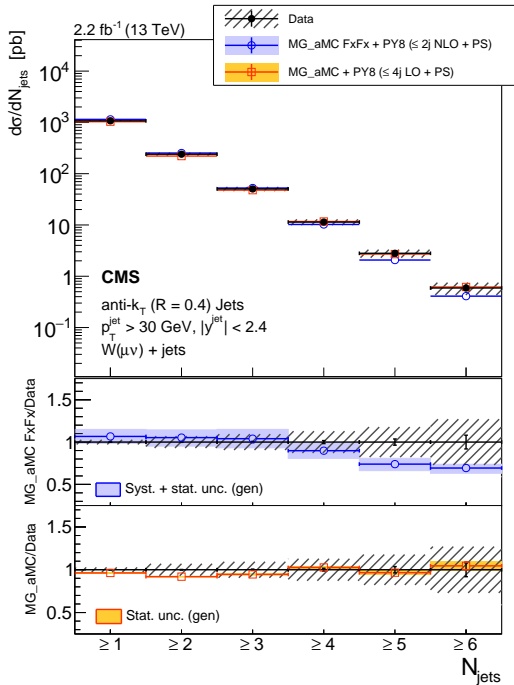 2.2 fb⁻¹ (13 TeV)
Data
MG_aMC FxFx + PY8 (≤ 2j NLO + PS)
MG_aMC + PY8 (≤ 4j LO + PS)
dσ/dN_jets [pb]
10⁴
10³
10²
10
1
10⁻¹
CMS
anti-k_T (R = 0.4) Jets
p_T^jet > 30 GeV, |y^jet| < 2.4
W(μν) + jets
MG_aMC FxFx/Data
1.5
1
0.5
Syst. + stat. unc. (gen)
MG_aMC/Data
1.5
1
0.5
Stat. unc. (gen)
≥ 1 ≥ 2 ≥ 3 ≥ 4 ≥ 5 ≥ 6
N_jets